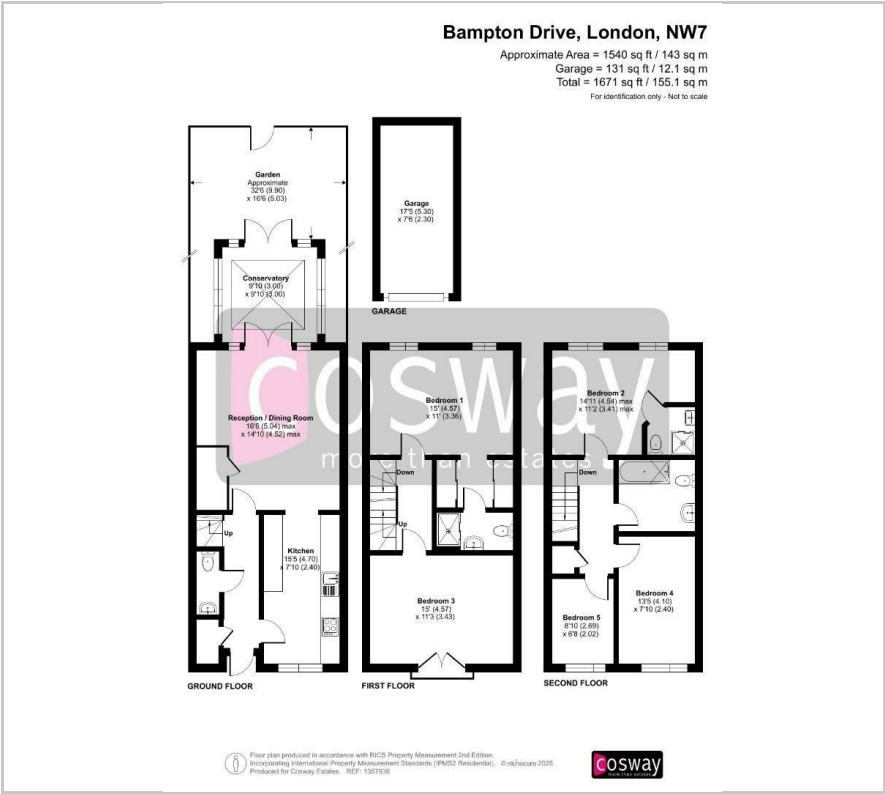 Bampton Drive, London, NW7
Approximate Area = 1540 sq ft / 143 sq m
Garage = 131 sq ft / 12.1 sq m
Total = 1671 sq ft / 155.1 sq m
For identification only - Not to scale
Garden
Approximate
32'6 (9.90)
x 16'6 (5.03)
Garage
17'5 (5.30)
x 7'6 (2.30)
GARAGE
Conservatory
9'10 (3.00)
x 9'10 (3.00)
cosway
more than estates
Reception / Dining Room
16'6 (5.04) max
x 14'10 (4.52) max
Up
Kitchen
15'5 (4.70)
x 7'10 (2.40)
GROUND FLOOR
Bedroom 1
15' (4.57)
x 11' (3.36)
Down
Up
Bedroom 3
15' (4.57)
x 11'3 (3.43)
FIRST FLOOR
Bedroom 2
14'11 (4.54) max
x 11'2 (3.41) max
Down
Bedroom 4
13'5 (4.10)
x 7'10 (2.40)
Bedroom 5
8'10 (2.69)
x 6'8 (2.02)
SECOND FLOOR
Floor plan produced in accordance with RICS Property Measurement 2nd Edition,
Incorporating International Property Measurement Standards (IPMS2 Residential). © nichecom 2025.
Produced for Cosway Estates. REF: 1357936
cosway
more than estates